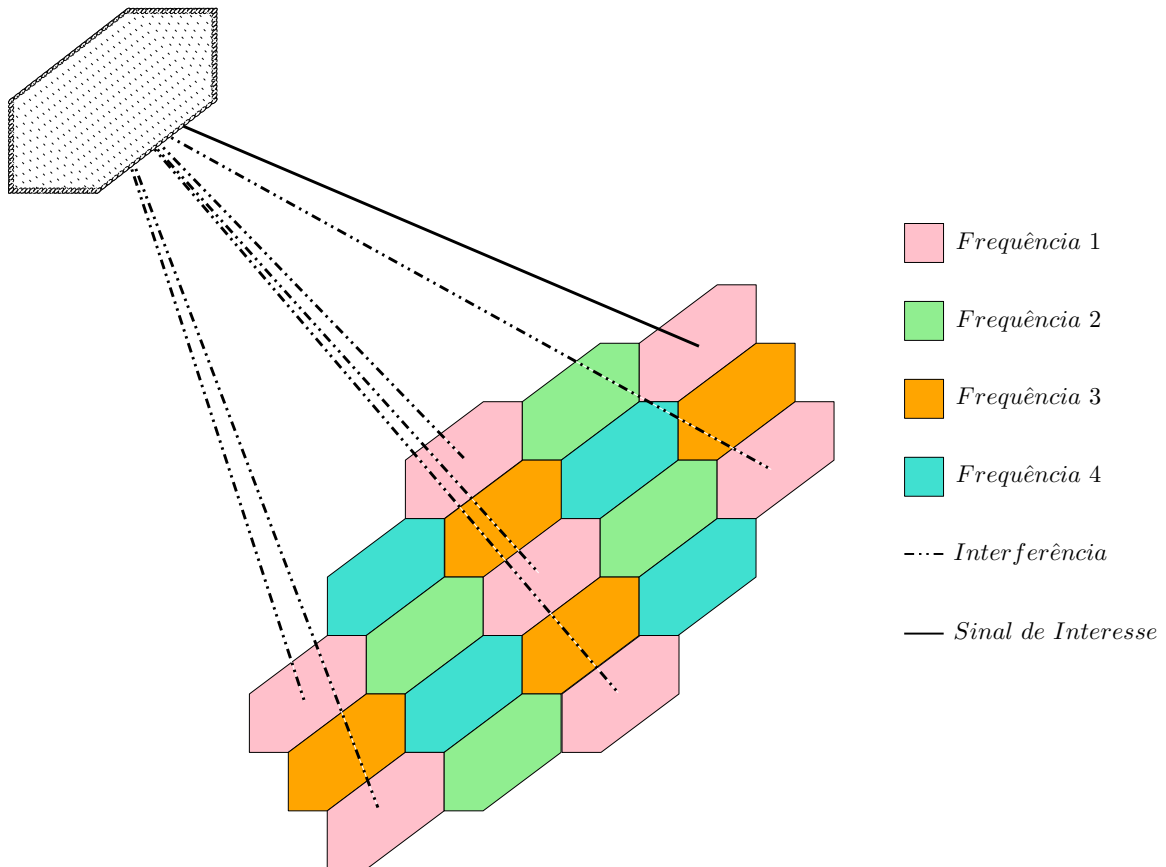 Frequência 1
Frequência 2
Frequência 3
Frequência 4
Interferência
Sinal de Interesse